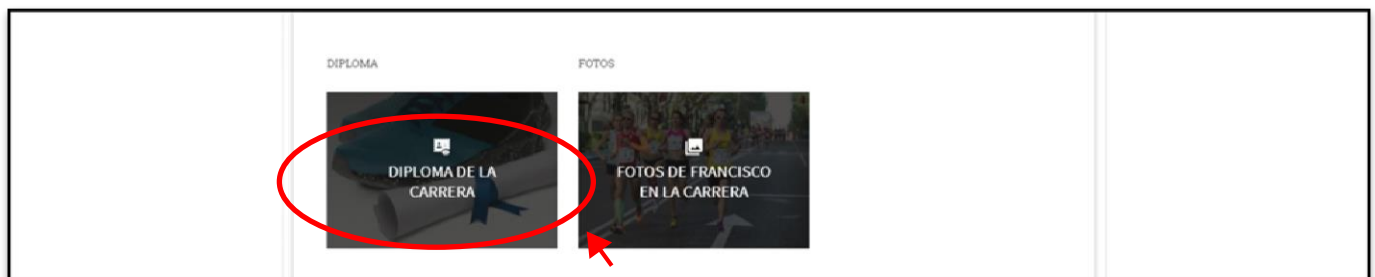 DIPLOMA
FOTOS
DIPLOMA DE LA
CARRERA
FOTOS DE FRANCISCO
EN LA CARRERA